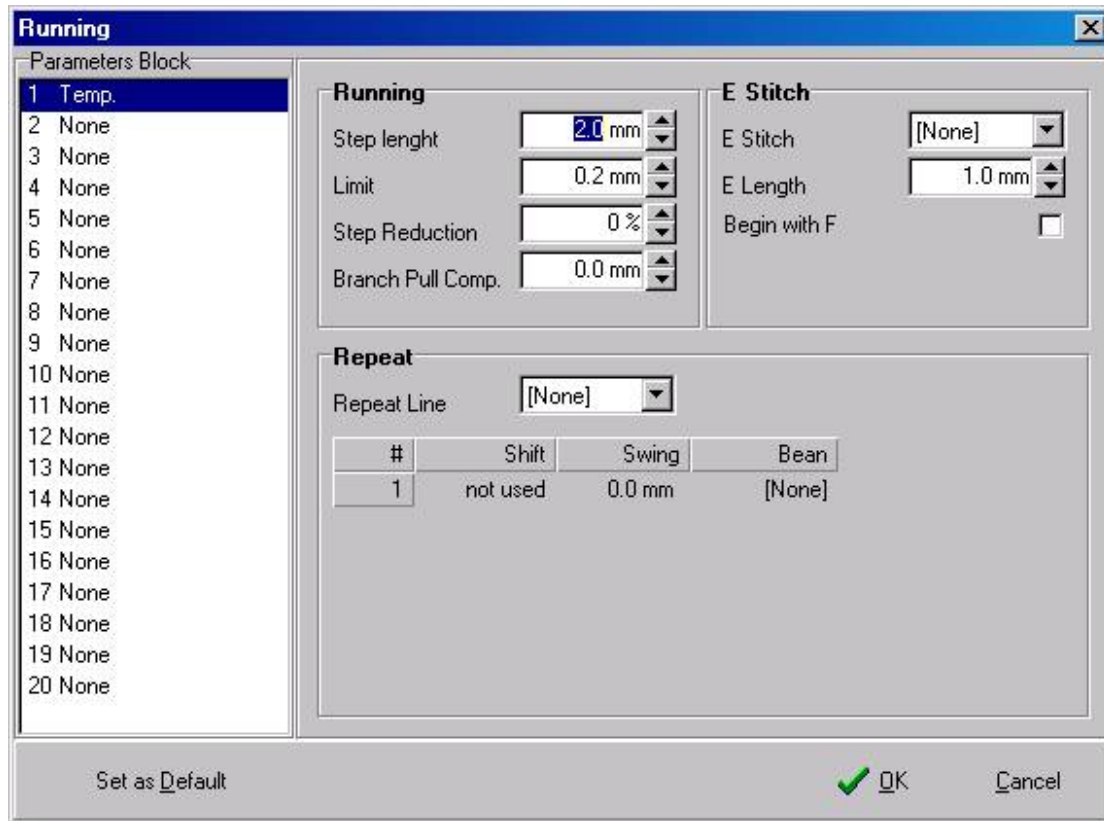 Running
Parameters Block
1 Temp.
2 None
3 None
4 None
5 None
6 None
7 None
8 None
9 None
10 None
11 None
12 None
13 None
14 None
15 None
16 None
17 None
18 None
19 None
20 None
Running
Step lenght 2.0 mm
Limit 0.2 mm
Step Reduction 0 %
Branch Pull Comp. 0.0 mm
E Stitch
E Stitch [None]
E Length 1.0 mm
Begin with F
Repeat
Repeat Line [None]
# Shift Swing Bean
1 not used 0.0 mm [None]
Set as Default OK Cancel